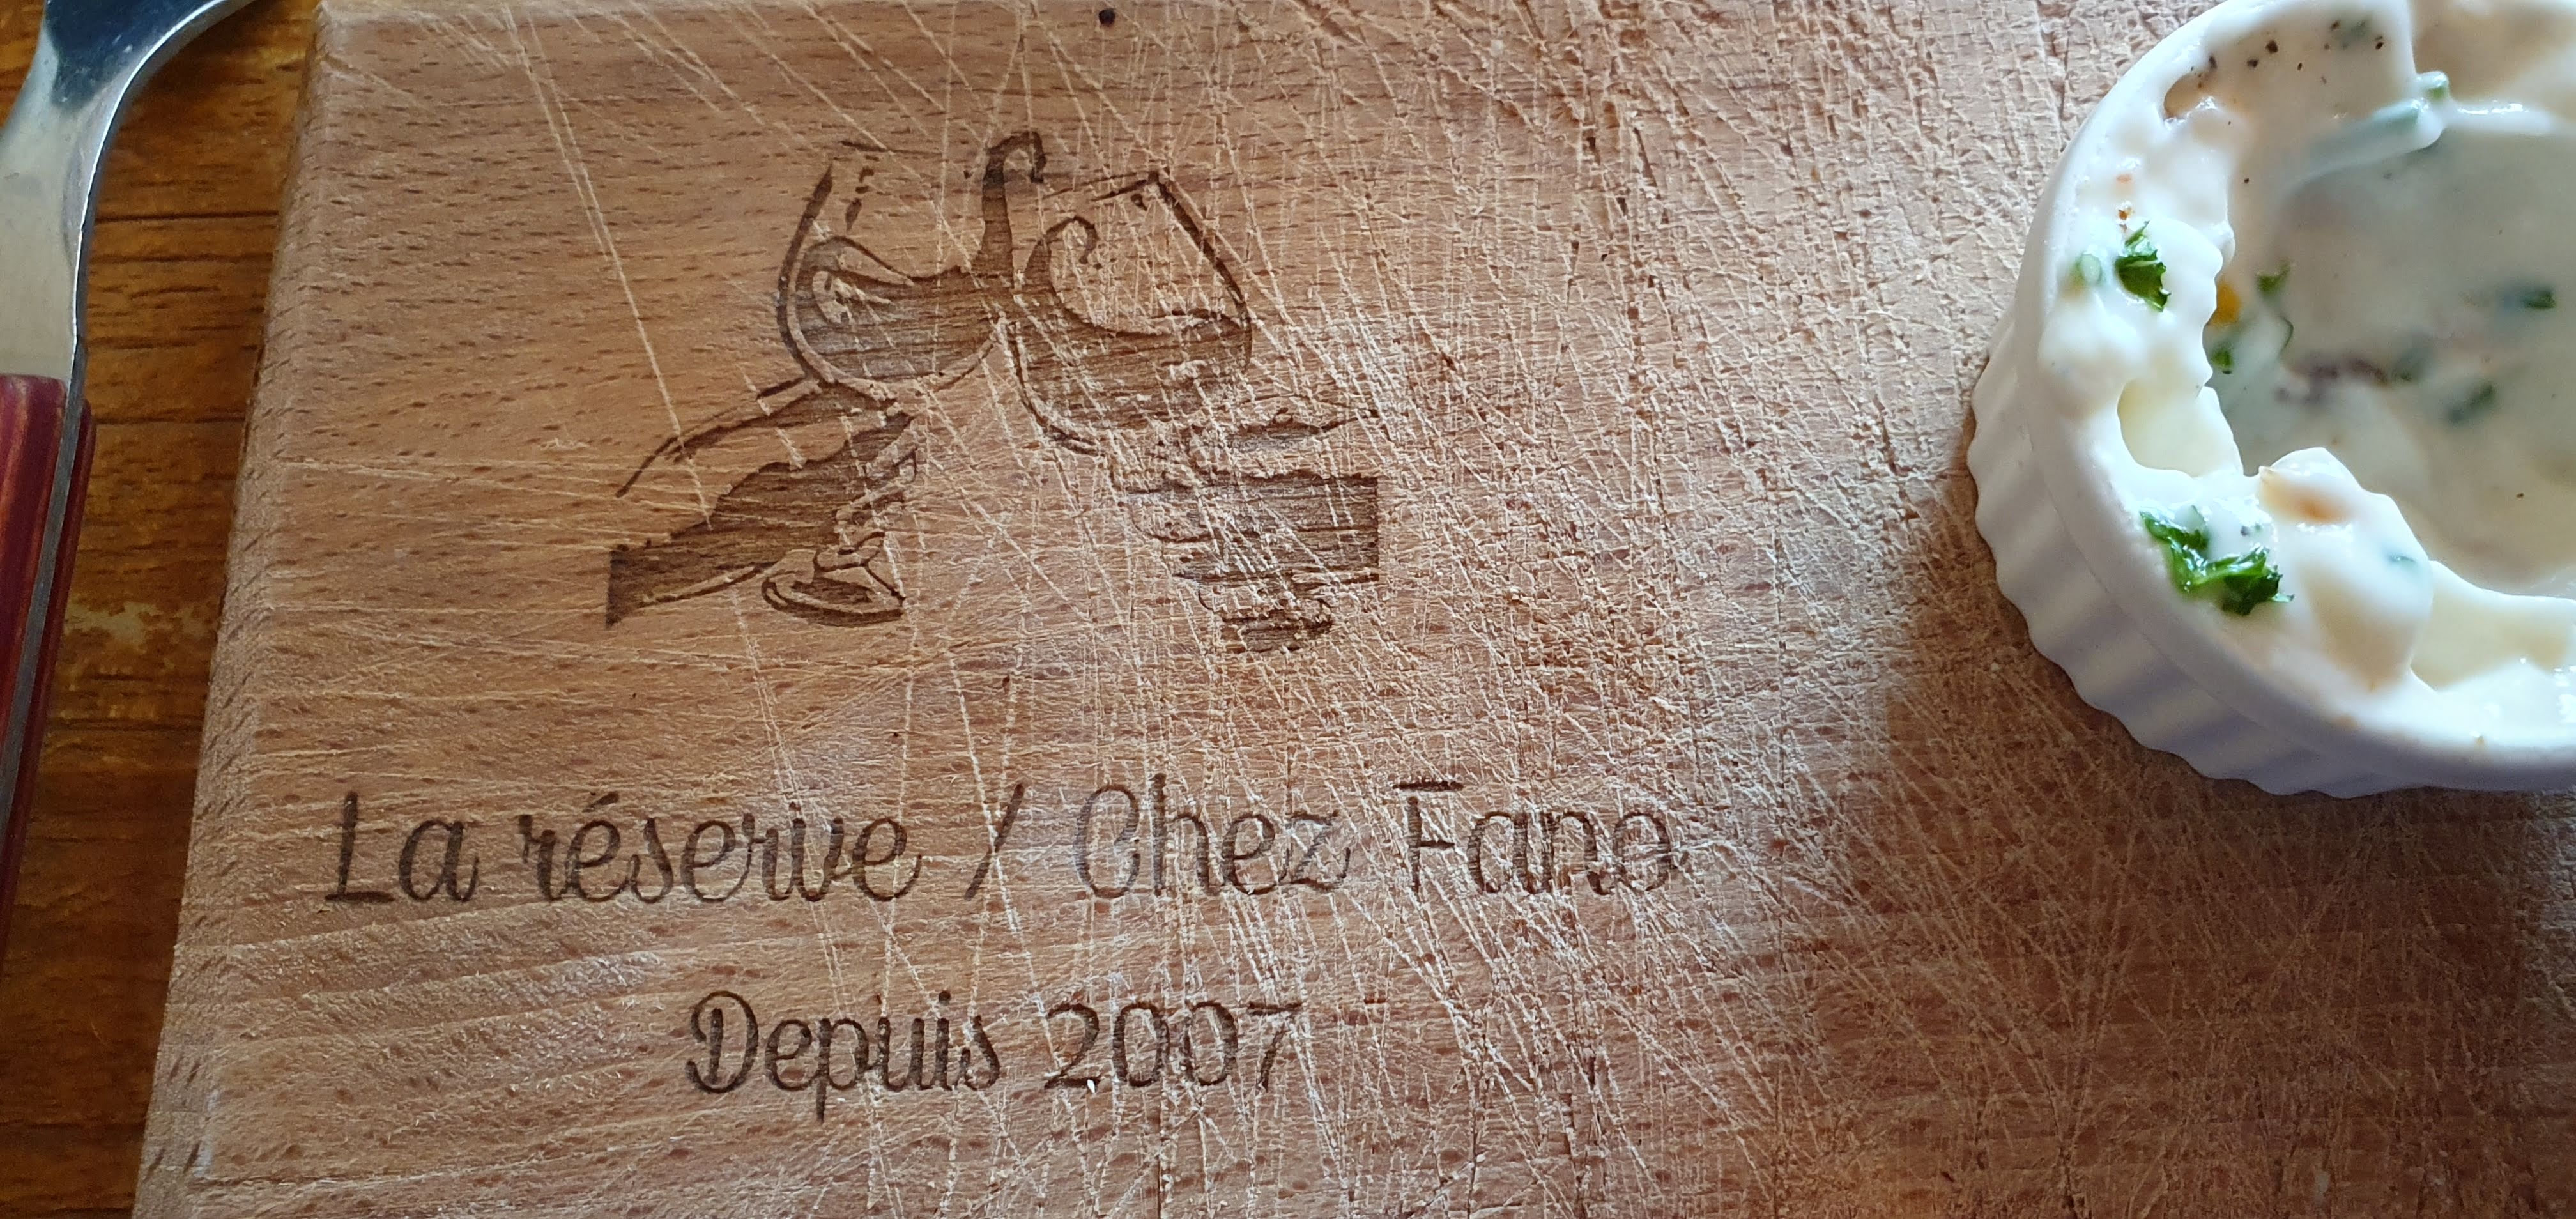 La réserve / Chez Fano
Depuis 2007